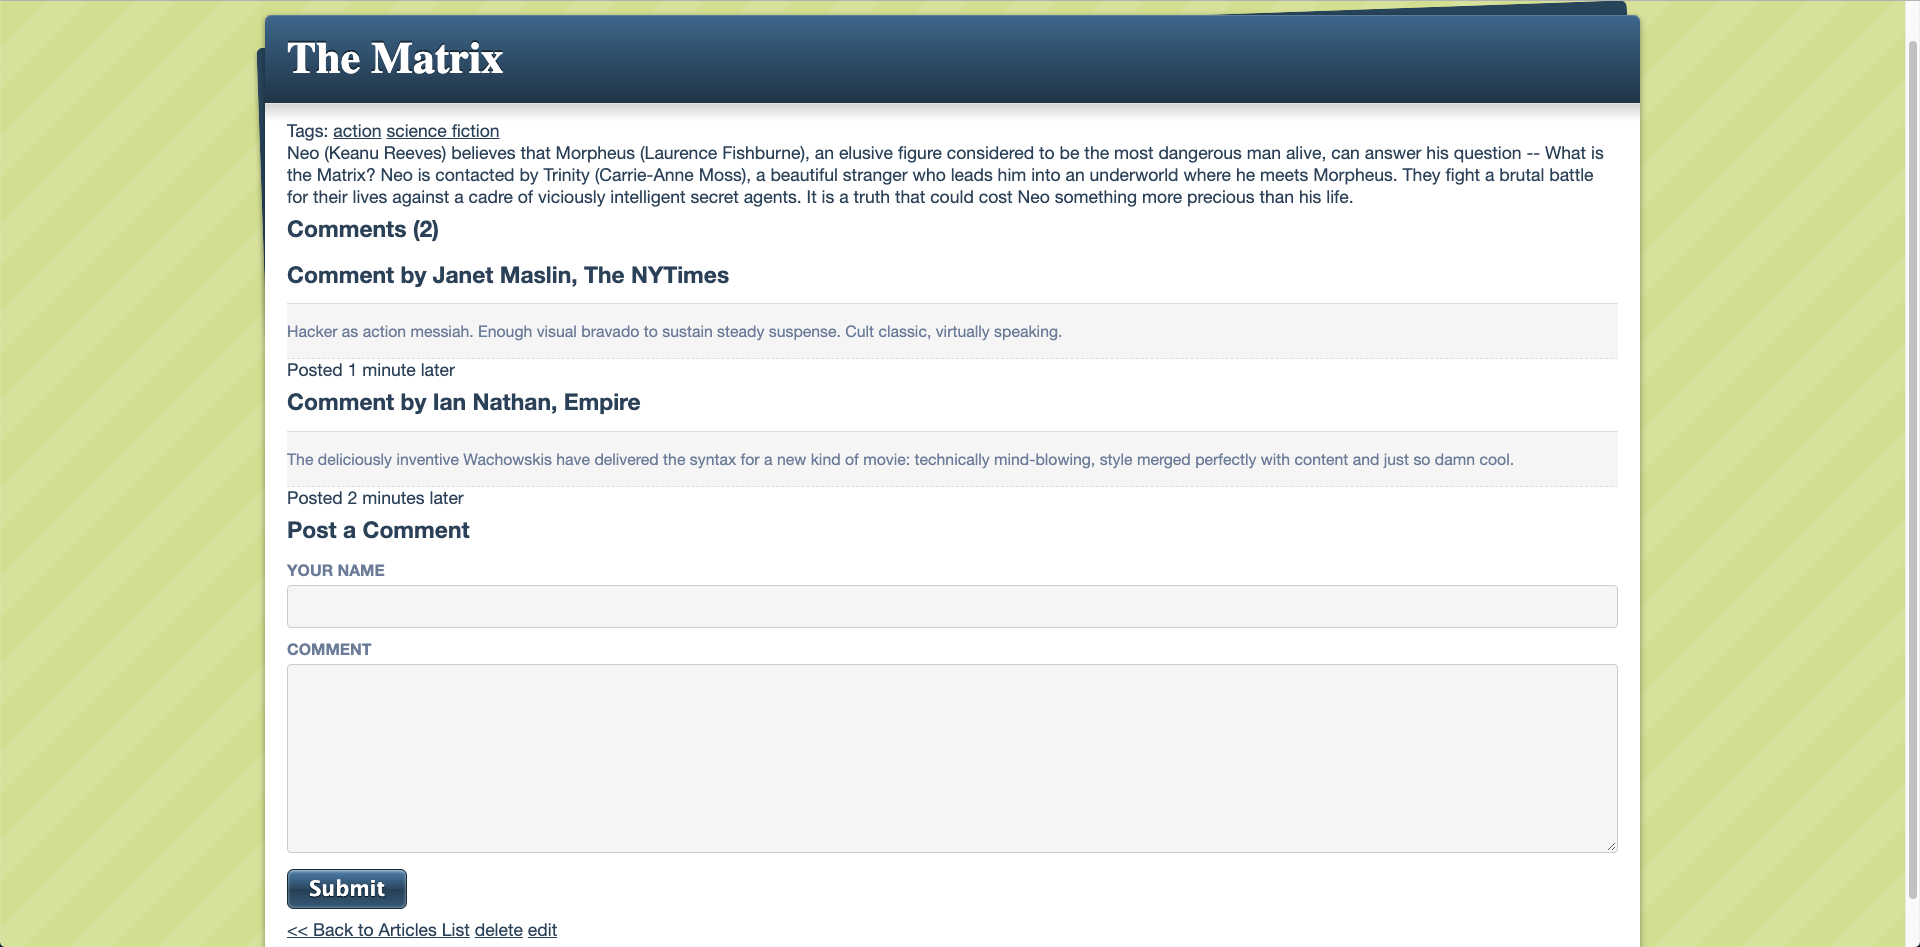 The Matrix
Tags: action science fiction
Neo (Keanu Reeves) believes that Morpheus (Laurence Fishburne), an elusive figure considered to be the most dangerous man alive, can answer his question -- What is
the Matrix? Neo is contacted by Trinity (Carrie-Anne Moss), a beautiful stranger who leads him into an underworld where he meets Morpheus. They fight a brutal battle
for their lives against a cadre of viciously intelligent secret agents. It is a truth that could cost Neo something more precious than his life.
Comments (2)
Comment by Janet Maslin, The NYTimes
Hacker as action messiah. Enough visual bravado to sustain steady suspense. Cult classic, virtually speaking.
Posted 1 minute later
Comment by Ian Nathan, Empire
The deliciously inventive Wachowskis have delivered the syntax for a new kind of movie: technically mind-blowing, style merged perfectly with content and just so damn cool.
Posted 2 minutes later
Post a Comment
YOUR NAME
COMMENT
Submit
<< Back to Articles List delete edit